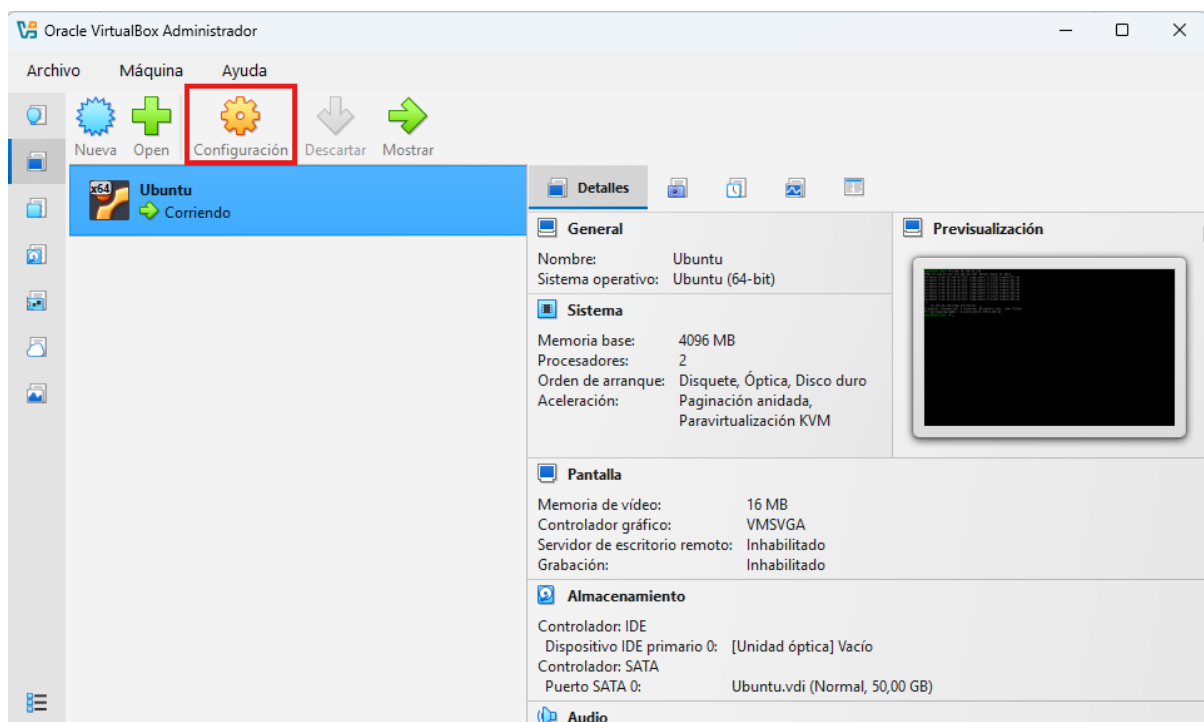 Oracle VirtualBox Administrador
Archivo Máquina Ayuda
Nueva Open Configuración Descartar Mostrar
x64
Ubuntu
Corriendo
Detalles
General
Nombre: Ubuntu
Sistema operativo: Ubuntu (64-bit)
Sistema
Memoria base: 4096 MB
Procesadores: 2
Orden de arranque: Disquete, Óptica, Disco duro
Aceleración: Paginación anidada,
Paravirtualización KVM
Previsualización
Pantalla
Memoria de vídeo: 16 MB
Controlador gráfico: VMSVGA
Servidor de escritorio remoto: Inhabilitado
Grabación: Inhabilitado
Almacenamiento
Controlador: IDE
Dispositivo IDE primario 0: [Unidad óptica] Vacío
Controlador: SATA
Puerto SATA 0: Ubuntu.vdi (Normal, 50,00 GB)
Audio